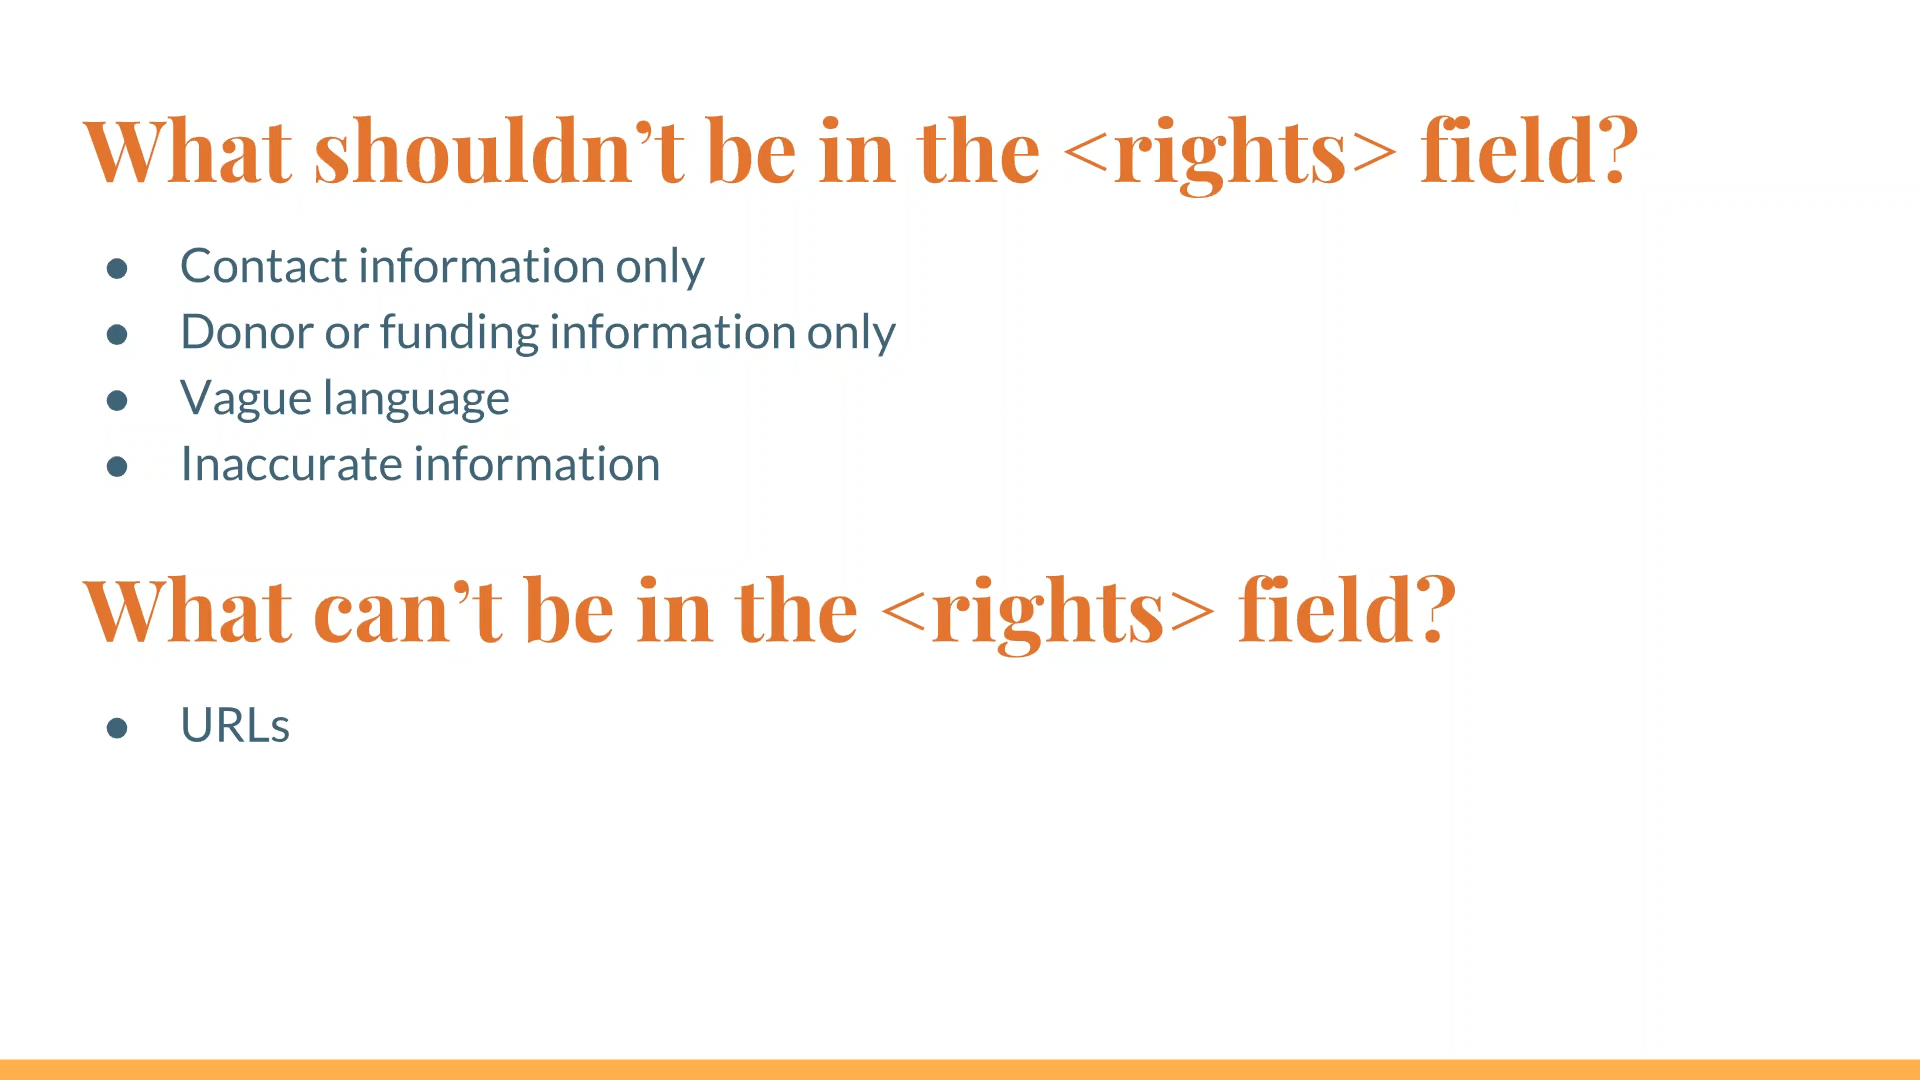 What shouldn’t be in the <rights> field?
● Contact information only
● Donor or funding information only
● Vague language
● Inaccurate information
What can’t be in the <rights> field?
● URLs